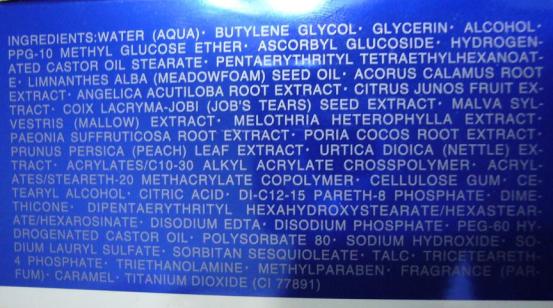 INGREDIENTS:WATER (AQUA)· BUTYLENE GLYCOL· GLYCERIN· ALCOHOL·
PPG-10 METHYL GLUCOSE ETHER· ASCORBYL GLUCOSIDE· HYDROGEN-
ATED CASTOR OIL STEARATE· PENTAERYTHRITYL TETRAETHYLHEXANOAT-
E· LIMNANTHES ALBA (MEADOWFOAM) SEED OIL· ACORUS CALAMUS ROOT
EXTRACT· ANGELICA ACUTILOBA ROOT EXTRACT· CITRUS JUNOS FRUIT EX-
TRACT· COIX LACRYMA-JOBI (JOB'S TEARS) SEED EXTRACT· MALVA SYL-
VESTRIS (MALLOW) EXTRACT· MELOTHRIA HETEROPHYLLA EXTRACT·
PAEONIA SUFFRUTICOSA ROOT EXTRACT· PORIA COCOS ROOT EXTRACT·
PRUNUS PERSICA (PEACH) LEAF EXTRACT· URTICA DIOICA (NETTLE) EX-
TRACT· ACRYLATES/C10-30 ALKYL ACRYLATE CROSSPOLYMER· ACRYL-
ATES/STEARETH-20 METHACRYLATE COPOLYMER· CELLULOSE GUM· CE-
TEARYL ALCOHOL· CITRIC ACID· DI-C12-15 PARETH-8 PHOSPHATE· DIME-
THICONE· DIPENTAERYTHRITYL HEXAHYDROXYSTEARATE/HEXASTEAR-
ATE/HEXAROSINATE· DISODIUM EDTA· DISODIUM PHOSPHATE· PEG-60 HY-
DROGENATED CASTOR OIL· POLYSORBATE 80· SODIUM HYDROXIDE· SO-
DIUM LAURYL SULFATE· SORBITAN SESQUIOLEATE· TALC· TRICETEARETH-
4 PHOSPHATE· TRIETHANOLAMINE· METHYLPARABEN· FRAGRANCE (PAR-
FUM)· CARAMEL· TITANIUM DIOXIDE (CI 77891)